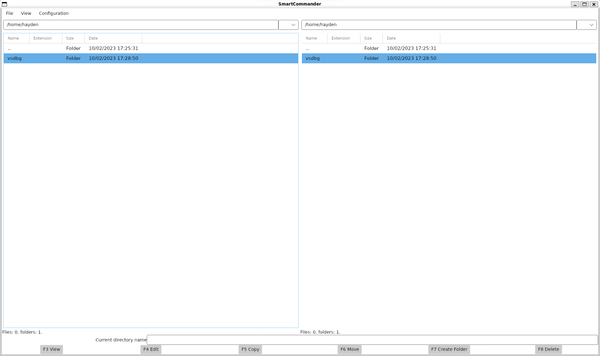 SmartCommander
File View Configuration
/home/hayden /home/hayden
Name Extension Size Date Name Extension Size Date
.. Folder 10/02/2023 17:25:31 .. Folder 10/02/2023 17:25:31
vsdbg Folder 10/02/2023 17:28:50 vsdbg Folder 10/02/2023 17:28:50
Files: 0, folders: 1. Files: 0, folders: 1.
Current directory name
F3 View F4 Edit F5 Copy F6 Move F7 Create Folder F8 Delete